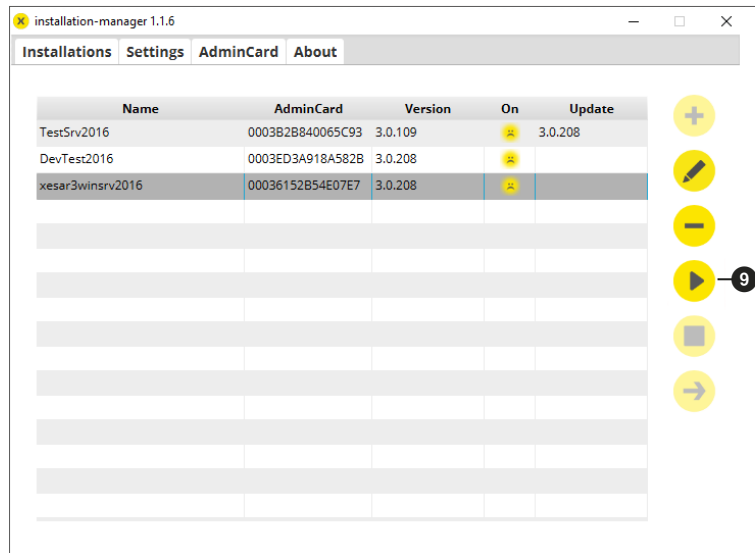 installation-manager 1.1.6
Installations Settings AdminCard About
Name AdminCard Version On Update
TestSrv2016 0003B2B840065C93 3.0.109 3.0.208
DevTest2016 0003ED3A918A582B 3.0.208
xesar3winsrv2016 00036152B54E07E7 3.0.208
9